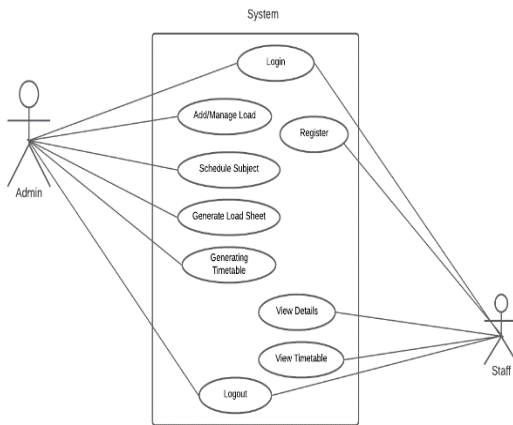 System
Login
Add/Manage Load
Register
Schedule Subject
Admin
Generate Load Sheet
Generating
Timetable
View Details
View Timetable
Staff
Logout